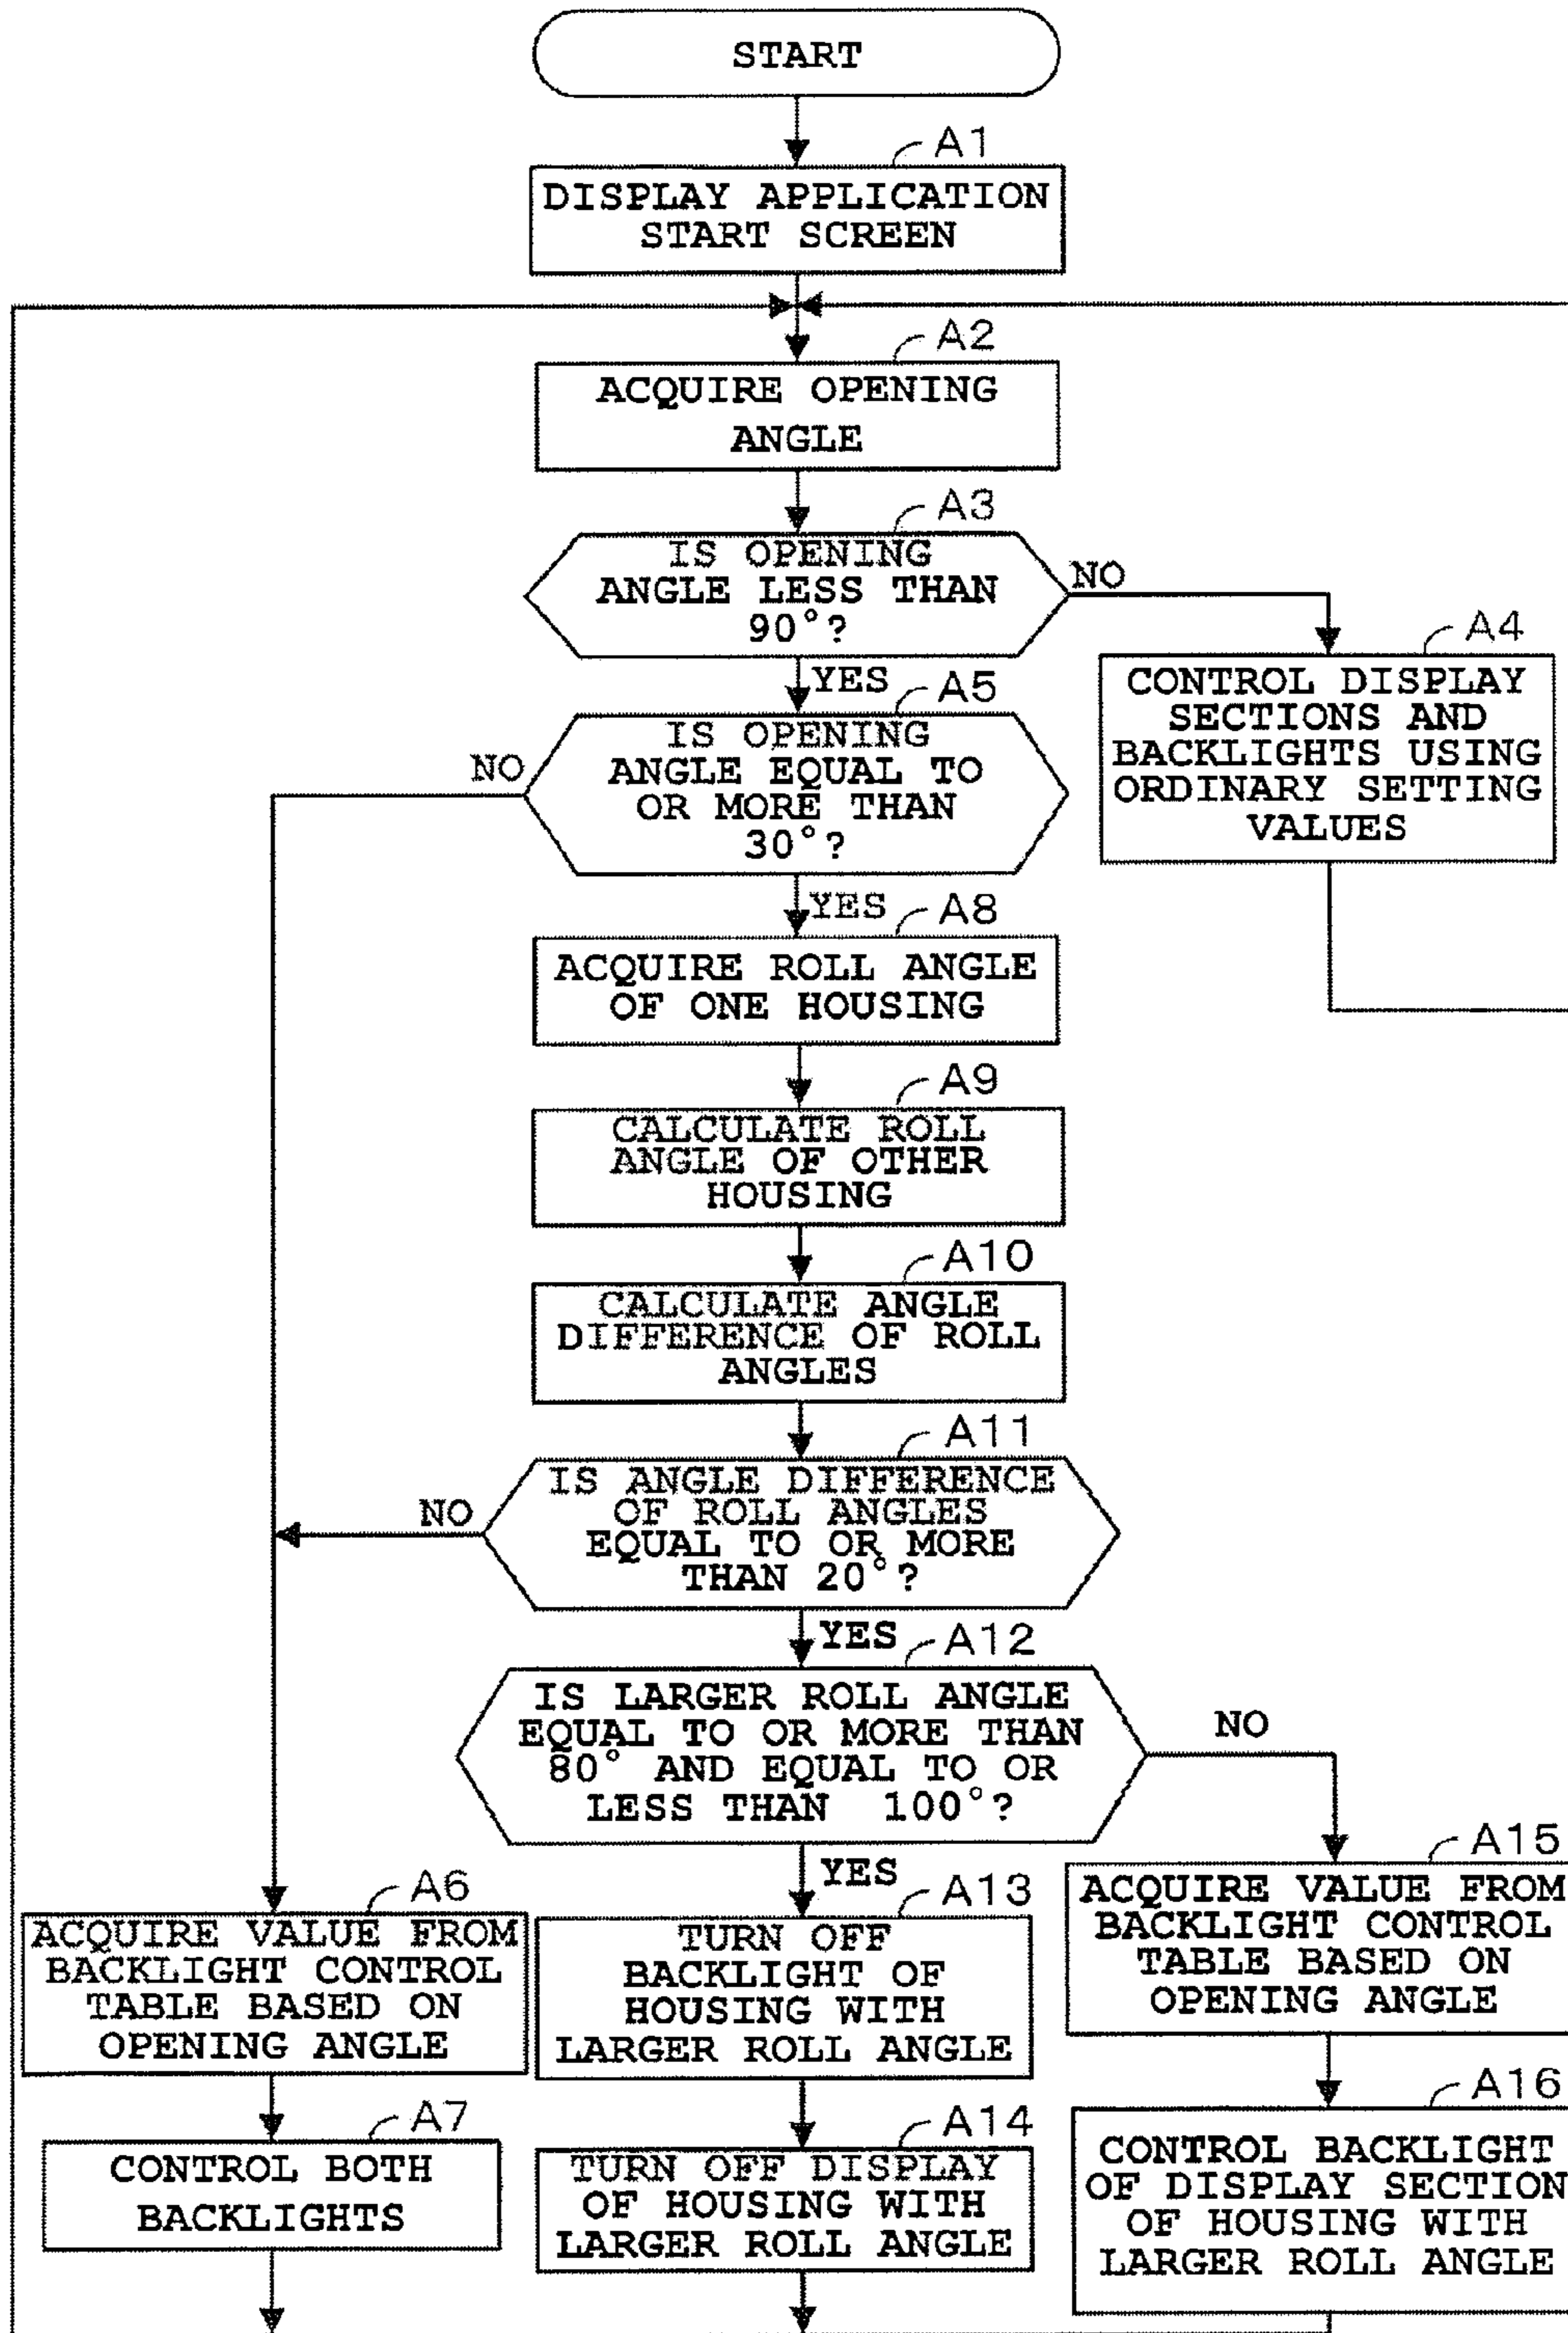 START
A1
DISPLAY APPLICATION
START SCREEN
A2
ACQUIRE OPENING
ANGLE
A3
IS OPENING
ANGLE LESS THAN
90°?
NO
YES
A4
CONTROL DISPLAY
SECTIONS AND
BACKLIGHTS USING
ORDINARY SETTING
VALUES
A5
IS OPENING
ANGLE EQUAL TO
OR MORE THAN
30°?
NO
YES
A8
ACQUIRE ROLL ANGLE
OF ONE HOUSING
A9
CALCULATE ROLL
ANGLE OF OTHER
HOUSING
A10
CALCULATE ANGLE
DIFFERENCE OF ROLL
ANGLES
A11
IS ANGLE DIFFERENCE
OF ROLL ANGLES
EQUAL TO OR MORE
THAN 20°?
NO
YES
A12
IS LARGER ROLL ANGLE
EQUAL TO OR MORE THAN
80° AND EQUAL TO OR
LESS THAN 100°?
NO
YES
A6
ACQUIRE VALUE FROM
BACKLIGHT CONTROL
TABLE BASED ON
OPENING ANGLE
A7
CONTROL BOTH
BACKLIGHTS
A13
TURN OFF
BACKLIGHT OF
HOUSING WITH
LARGER ROLL ANGLE
A14
TURN OFF DISPLAY
OF HOUSING WITH
LARGER ROLL ANGLE
A15
ACQUIRE VALUE FROM
BACKLIGHT CONTROL
TABLE BASED ON
OPENING ANGLE
A16
CONTROL BACKLIGHT
OF DISPLAY SECTION
OF HOUSING WITH
LARGER ROLL ANGLE